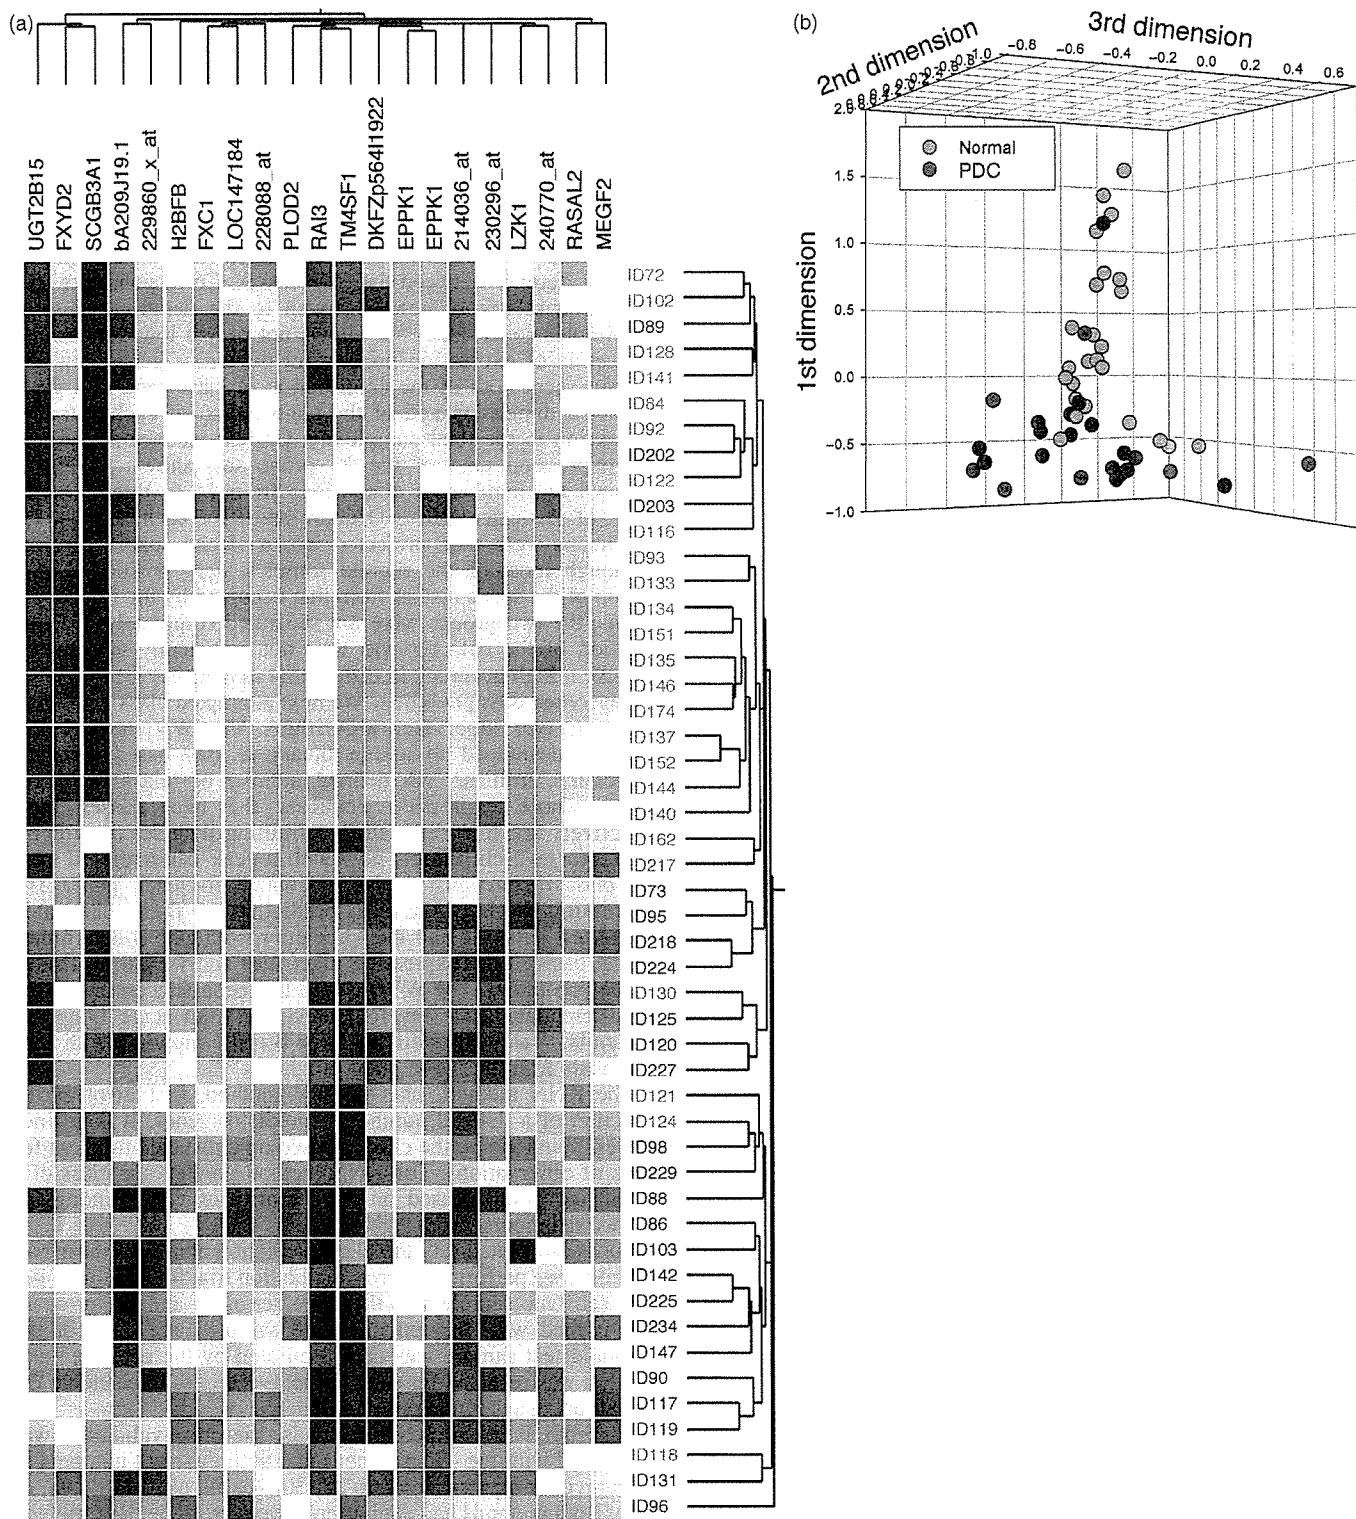 (a)
UGT2B15
FXYD2
SCGB3A1
bA209J19.1
229860_x_at
H2BFB
FXC1
LOC147184
228088_at
PLOD2
RAI3
TM4SF1
DKFZp564I1922
EPPK1
EPPK1
214036_at
230296_at
LZK1
240770_at
RASAL2
MEGF2
ID72
ID102
ID89
ID128
ID141
ID84
ID92
ID202
ID122
ID203
ID116
ID93
ID133
ID134
ID151
ID135
ID146
ID174
ID137
ID152
ID144
ID140
ID162
ID217
ID73
ID95
ID218
ID224
ID130
ID125
ID120
ID227
ID121
ID124
ID98
ID229
ID88
ID86
ID103
ID142
ID225
ID234
ID147
ID90
ID117
ID119
ID118
ID131
ID96
(b)
3rd dimension
−0.8 −0.6 −0.4 −0.2 0.0 0.2 0.4 0.6
2nd dimension
1st dimension
1.5
1.0
0.5
0.0
−0.5
−1.0
Normal
PDC